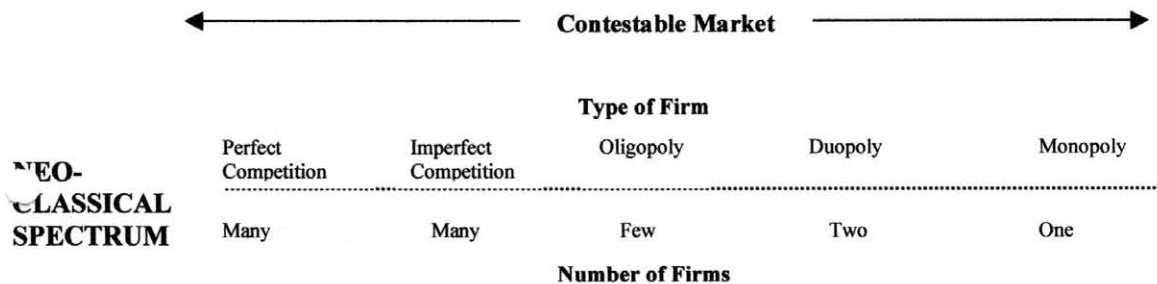 Contestable Market
Type of Firm
Perfect Competition Imperfect Competition Oligopoly Duopoly Monopoly
NEO-
CLASSICAL
SPECTRUM
Many Many Few Two One
Number of Firms